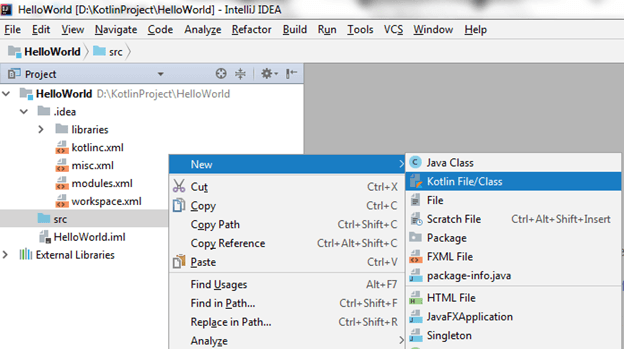 HelloWorld [D:\KotlinProject\HelloWorld] - IntelliJ IDEA
File Edit View Navigate Code Analyze Refactor Build Run Tools VCS Window Help
HelloWorld src
Project
HelloWorld D:\KotlinProject\HelloWorld
.idea
libraries
kotlinc.xml
misc.xml
modules.xml
workspace.xml
src
HelloWorld.iml
External Libraries
New
Cut Ctrl+X
Copy Ctrl+C
Copy Path Ctrl+Shift+C
Copy Reference Ctrl+Alt+Shift+C
Paste Ctrl+V
Find Usages Alt+F7
Find in Path... Ctrl+Shift+F
Replace in Path... Ctrl+Shift+R
Analyze
Java Class
Kotlin File/Class
File
Scratch File Ctrl+Alt+Shift+Insert
Package
FXML File
package-info.java
HTML File
JavaFXApplication
Singleton